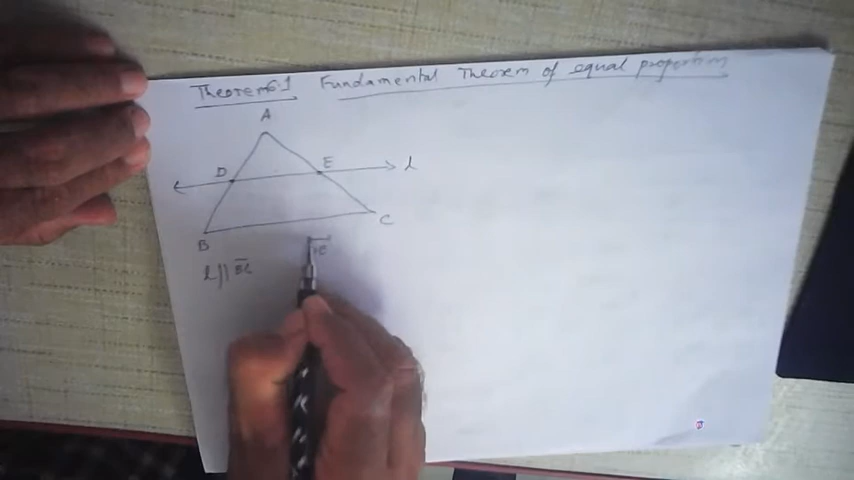 Theorem 6.1 Fundamental Theorem of equal proportion
A
D E l
B C
l || BC